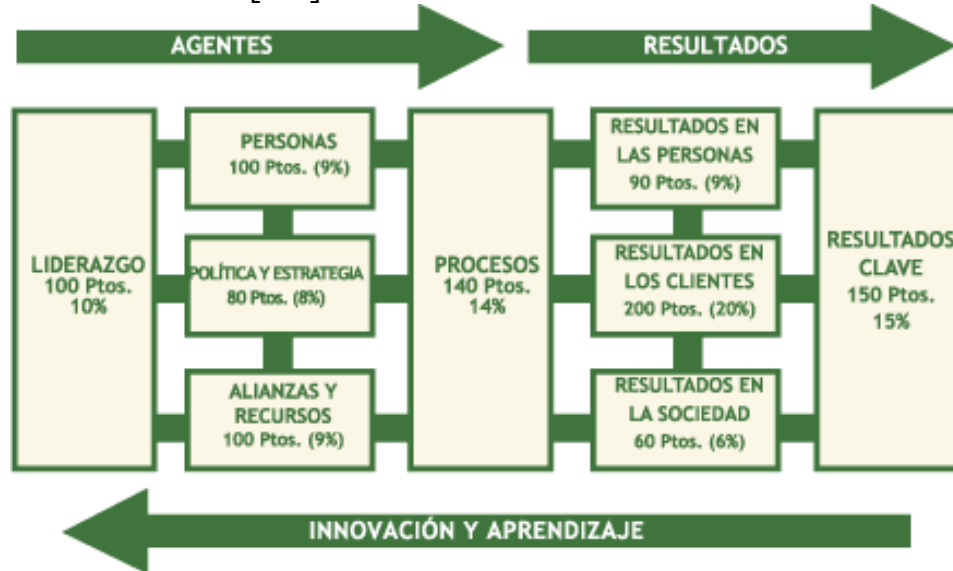 AGENTES
RESULTADOS
LIDERAZGO
100 Ptos.
10%
PERSONAS
100 Ptos. (9%)
POLÍTICA Y ESTRATEGIA
80 Ptos. (8%)
ALIANZAS Y
RECURSOS
100 Ptos. (9%)
PROCESOS
140 Ptos.
14%
RESULTADOS EN
LAS PERSONAS
90 Ptos. (9%)
RESULTADOS EN
LOS CLIENTES
200 Ptos. (20%)
RESULTADOS EN
LA SOCIEDAD
60 Ptos. (6%)
RESULTADOS
CLAVE
150 Ptos.
15%
INNOVACIÓN Y APRENDIZAJE